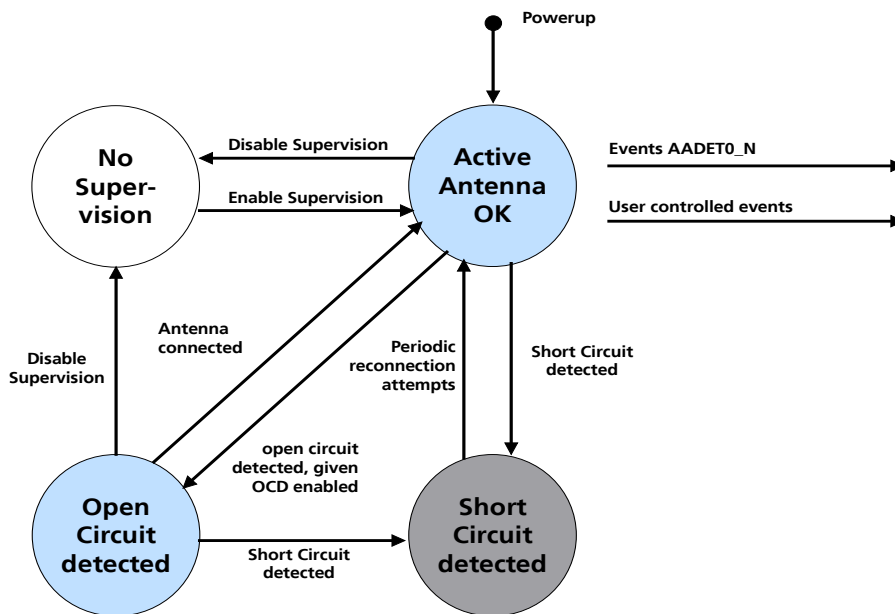 Powerup
Disable Supervision
Enable Supervision
No
Super-
vision
Active
Antenna
OK
Events AADET0_N
User controlled events
Antenna
connected
Disable
Supervision
Periodic
reconnection
attempts
Short Circuit
detected
open circuit
detected, given
OCD enabled
Open
Circuit
detected
Short Circuit
detected
Short
Circuit
detected